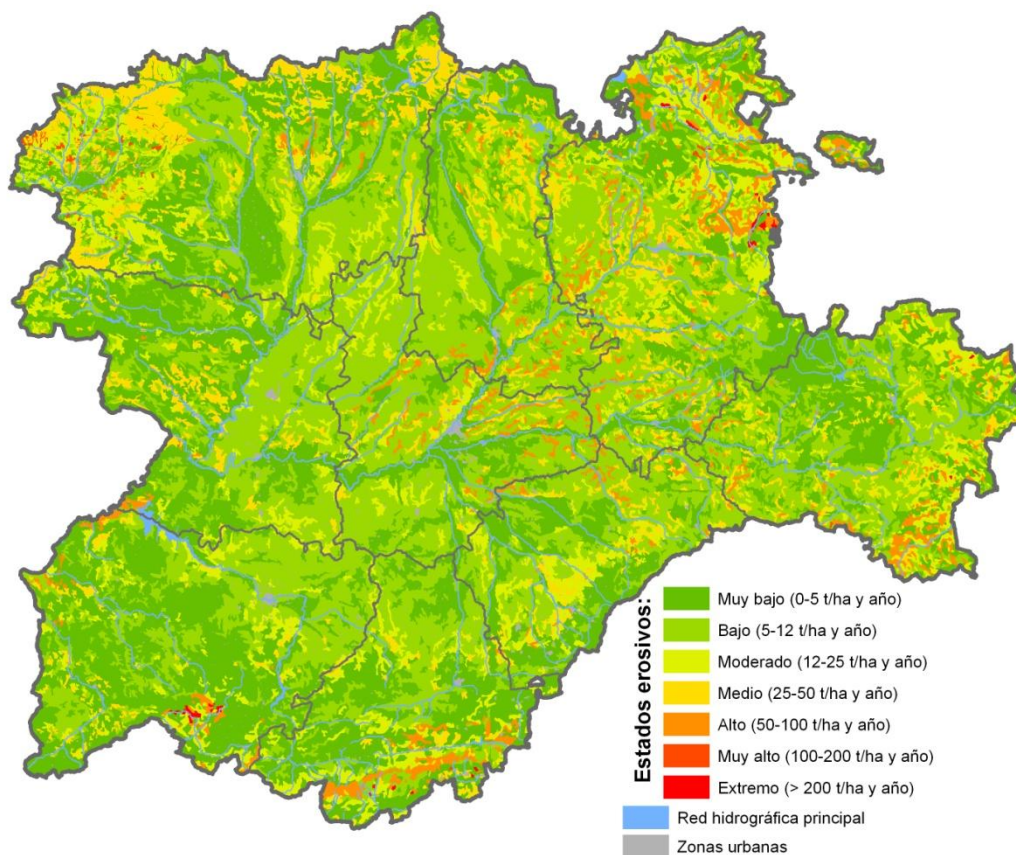 Estados erosivos:
Muy bajo (0-5 t/ha y año)
Bajo (5-12 t/ha y año)
Moderado (12-25 t/ha y año)
Medio (25-50 t/ha y año)
Alto (50-100 t/ha y año)
Muy alto (100-200 t/ha y año)
Extremo (> 200 t/ha y año)
Red hidrográfica principal
Zonas urbanas